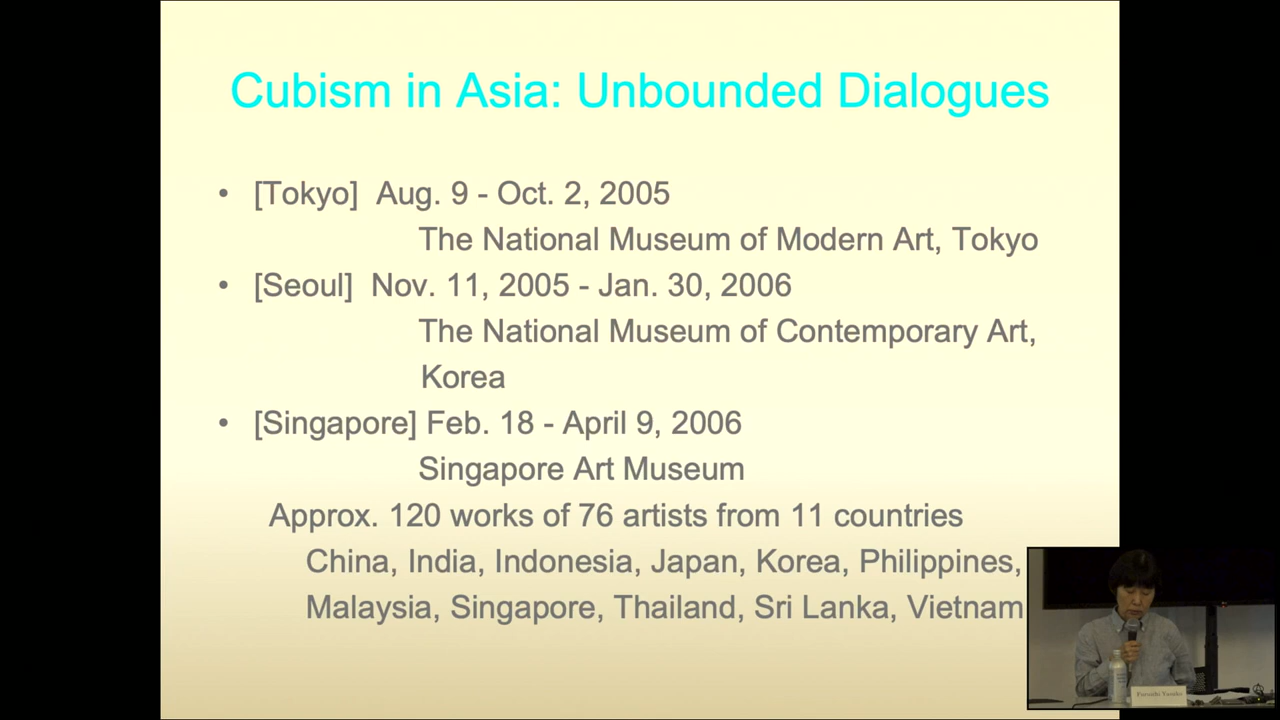 Cubism in Asia: Unbounded Dialogues
• [Tokyo] Aug. 9 - Oct. 2, 2005
The National Museum of Modern Art, Tokyo
• [Seoul] Nov. 11, 2005 - Jan. 30, 2006
The National Museum of Contemporary Art,
Korea
• [Singapore] Feb. 18 - April 9, 2006
Singapore Art Museum
Approx. 120 works of 76 artists from 11 countries
China, India, Indonesia, Japan, Korea, Philippines,
Malaysia, Singapore, Thailand, Sri Lanka, Vietnam